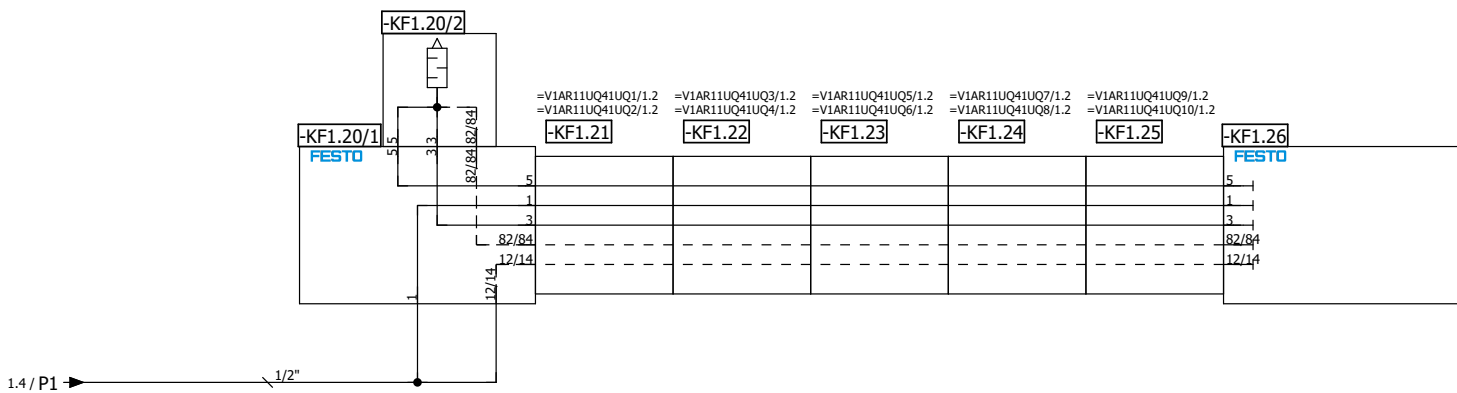 -KF1.20/2
=V1AR11UQ41UQ1/1.2
=V1AR11UQ41UQ2/1.2
-KF1.21
=V1AR11UQ41UQ3/1.2
=V1AR11UQ41UQ4/1.2
-KF1.22
=V1AR11UQ41UQ5/1.2
=V1AR11UQ41UQ6/1.2
-KF1.23
=V1AR11UQ41UQ7/1.2
=V1AR11UQ41UQ8/1.2
-KF1.24
=V1AR11UQ41UQ9/1.2
=V1AR11UQ41UQ10/1.2
-KF1.25
-KF1.20/1
FESTO
5
5
3
3
82/84
82/84
-KF1.26
FESTO
5
1
3
82/84
12/14
5
1
3
82/84
12/14
1
12/14
1.4 / P1
1/2"